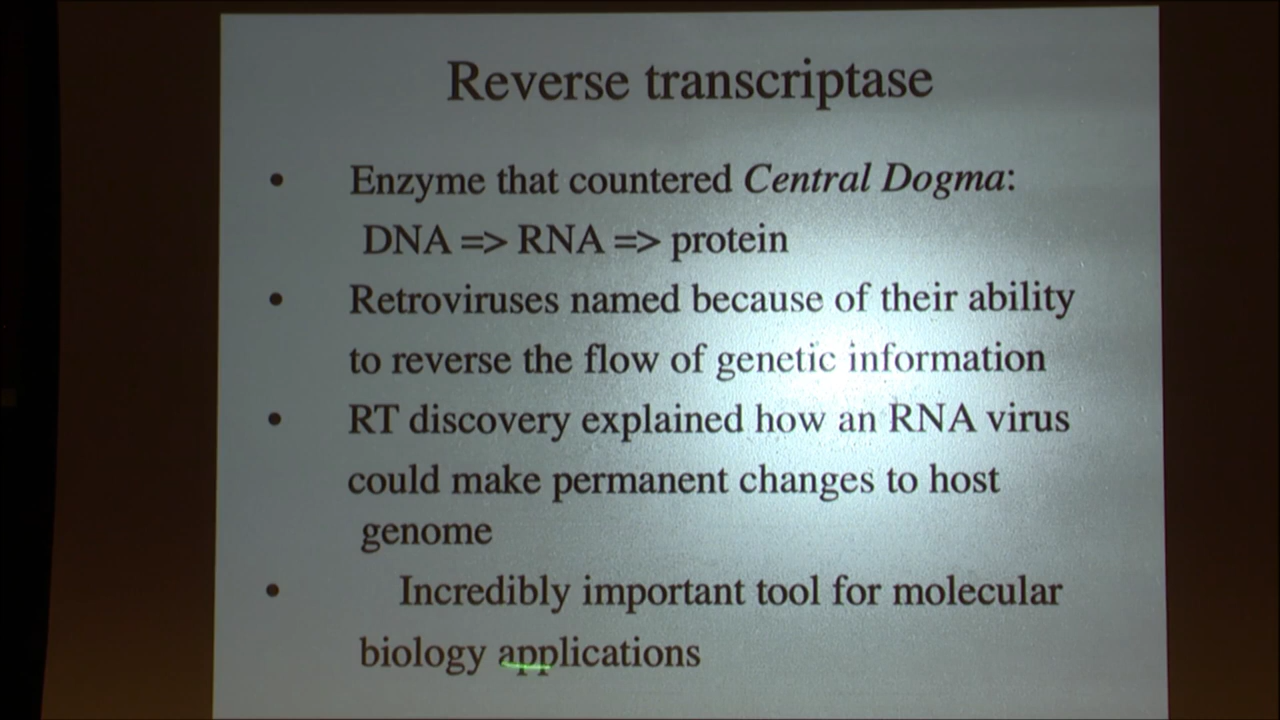 Reverse transcriptase
• Enzyme that countered Central Dogma:
DNA => RNA => protein
• Retroviruses named because of their ability
to reverse the flow of genetic information
• RT discovery explained how an RNA virus
could make permanent changes to host
genome
• Incredibly important tool for molecular
biology applications